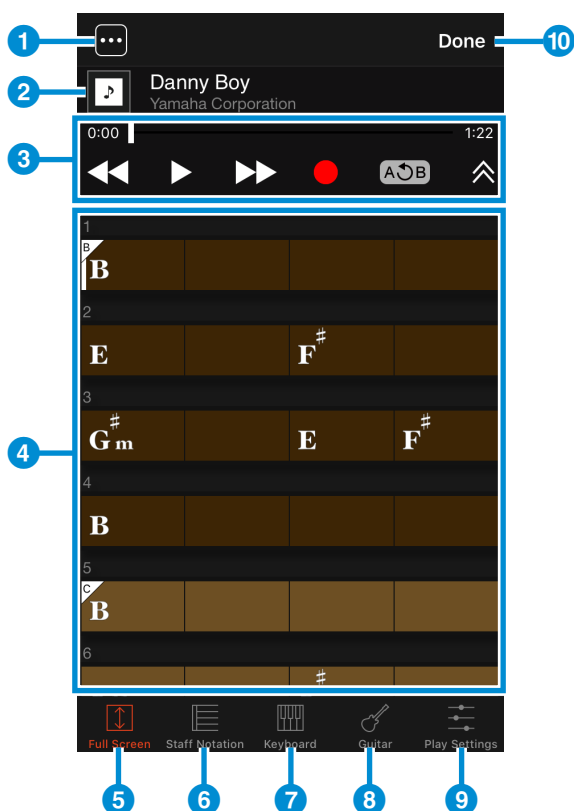 1
Done
10
2
Danny Boy
Yamaha Corporation
3
0:00
1:22
A B
4
1
B
B
2
E F♯
3
G♯m E F♯
4
B
5
C
B
6
♯
Full Screen Staff Notation Keyboard Guitar Play Settings
5 6 7 8 9